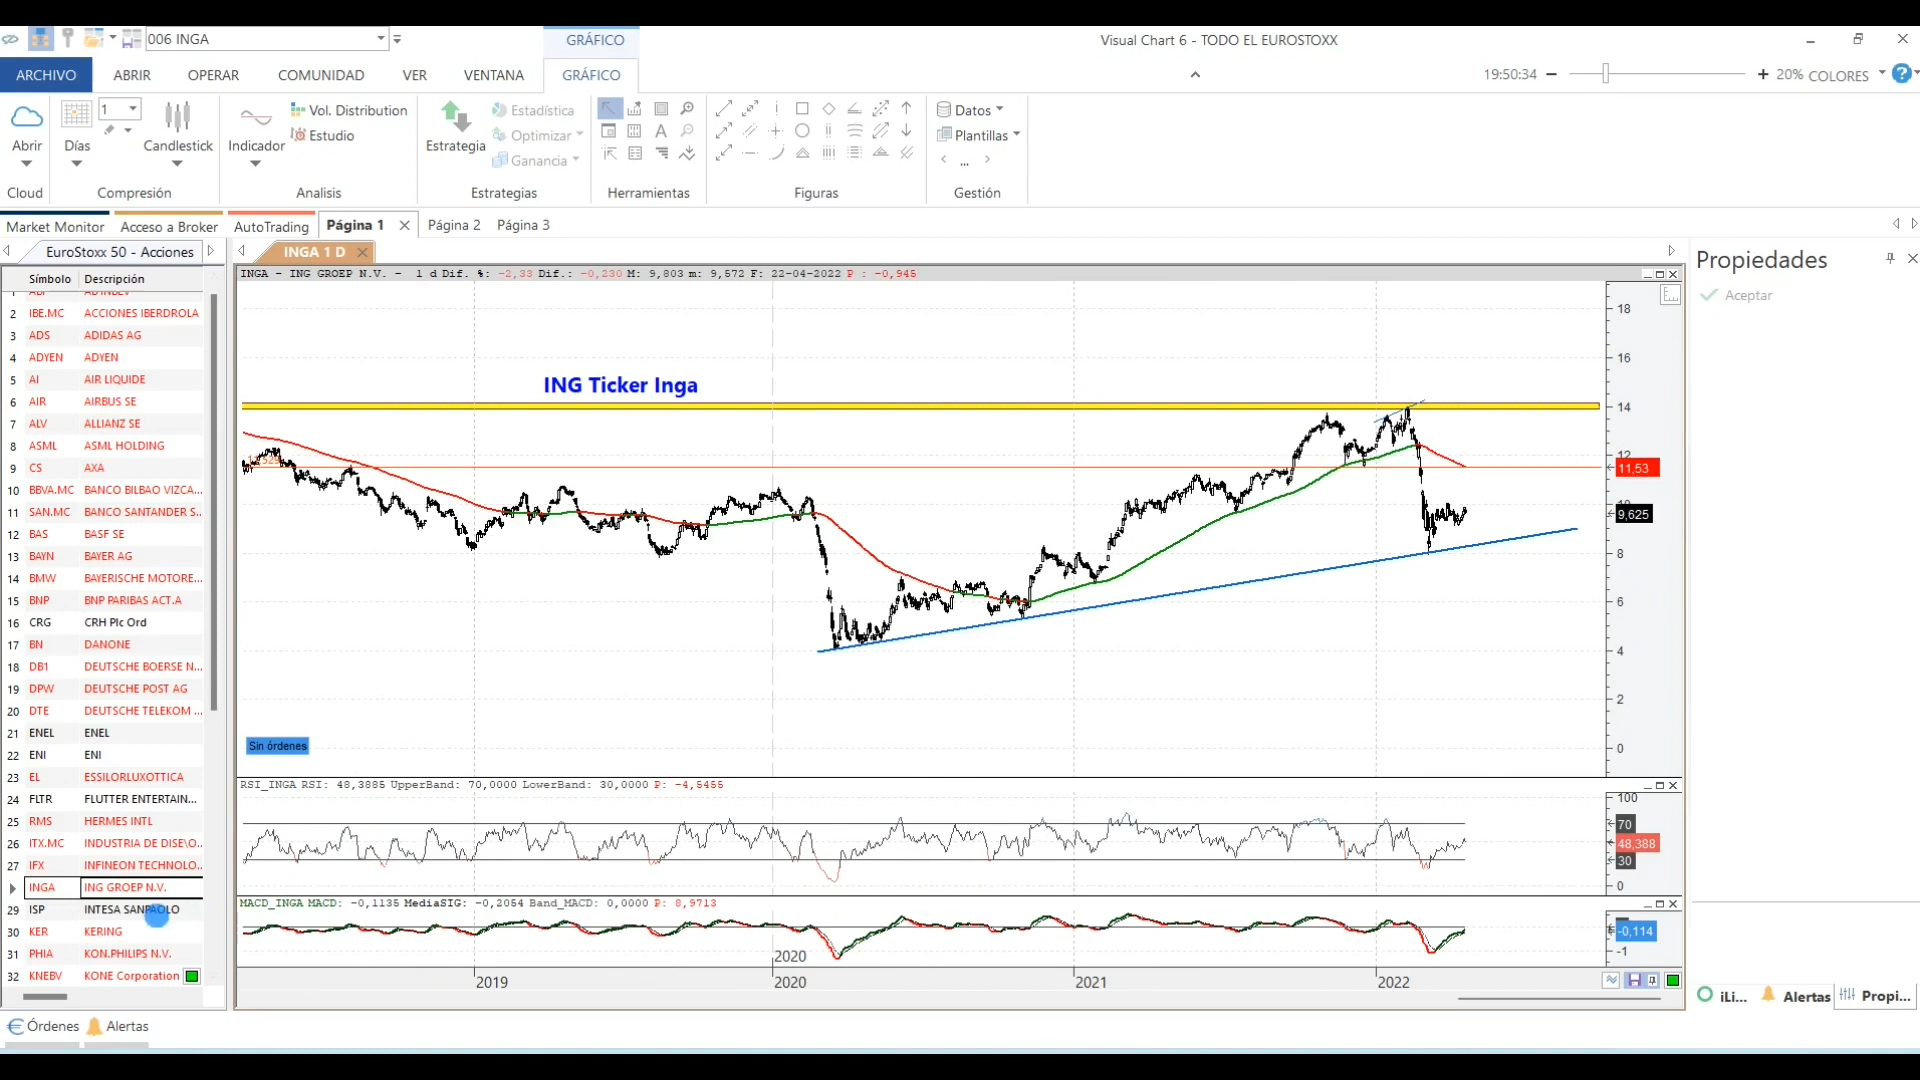 006 INGA
GRÁFICO
Visual Chart 6 - TODO EL EUROSTOXX
ARCHIVO ABRIR OPERAR COMUNIDAD VER VENTANA GRÁFICO
19:50:34 20% COLORES
Abrir
Días
1
Candlestick
Indicador
Vol. Distribution
Estudio
Estrategia
Estadística
Optimizar
Ganancia
Datos
Plantillas
...
Cloud Compresión Analisis Estrategias Herramientas Figuras Gestión
Market Monitor Acceso a Broker AutoTrading Página 1 Página 2 Página 3
EuroStoxx 50 - Acciones
INGA 1 D
Propiedades
Aceptar
Símbolo Descripción
2 IBE.MC ACCIONES IBERDROLA
3 ADS ADIDAS AG
4 ADYEN ADYEN
5 AI AIR LIQUIDE
6 AIR AIRBUS SE
7 ALV ALLIANZ SE
8 ASML ASML HOLDING
9 CS AXA
10 BBVA.MC BANCO BILBAO VIZCA...
11 SAN.MC BANCO SANTANDER S..
12 BAS BASF SE
13 BAYN BAYER AG
14 BMW BAYERISCHE MOTORE...
15 BNP BNP PARIBAS ACT.A
16 CRG CRH Plc Ord
17 BN DANONE
18 DB1 DEUTSCHE BOERSE N...
19 DPW DEUTSCHE POST AG
20 DTE DEUTSCHE TELEKOM ...
21 ENEL ENEL
22 ENI ENI
23 EL ESSILORLUXOTTICA
24 FLTR FLUTTER ENTERTAIN...
25 RMS HERMES INTL
26 ITX.MC INDUSTRIA DE DISE\O..
27 IFX INFINEON TECHNOLO..
INGA ING GROEP N.V.
29 ISP INTESA SANPAOLO
30 KER KERING
31 PHIA KON.PHILIPS N.V.
32 KNEBV KONE Corporation
INGA - ING GROEP N.V. - 1 d Dif. %: -2,33 Dif.: -0,230 M: 9,803 m: 9,572 F: 22-04-2022 P : -0,945
ING Ticker Inga
18
16
14
12
11,53
10
9,625
8
6
4
2
0
Sin órdenes
RSI_INGA RSI: 48,3885 UpperBand: 70,0000 LowerBand: 30,0000 P: -4,5455
100
70
48,388
30
0
MACD_INGA MACD: -0,1135 MediaSIG: -0,2054 Band_MACD: 0,0000 P: 8,9713
-0,114
-1
2020
2019 2020 2021 2022
iLi... Alertas Propi...
Órdenes Alertas